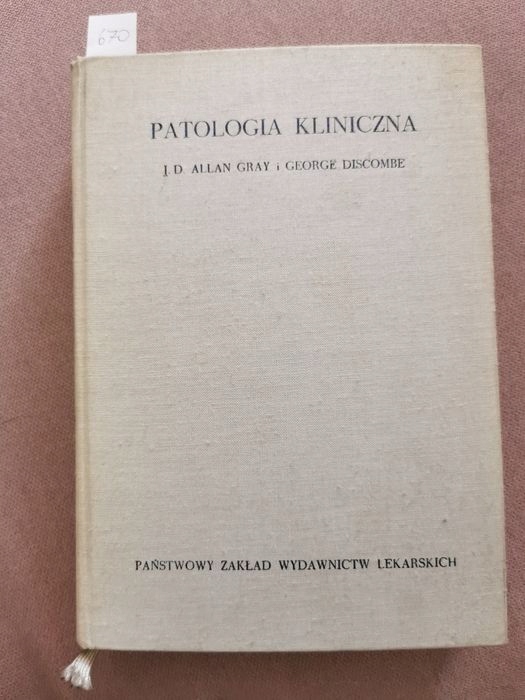 670
PATOLOGIA KLINICZNA
J. D. ALLAN GRAY i GEORGE DISCOMBE
PAŃSTWOWY ZAKŁAD WYDAWNICTW LEKARSKICH